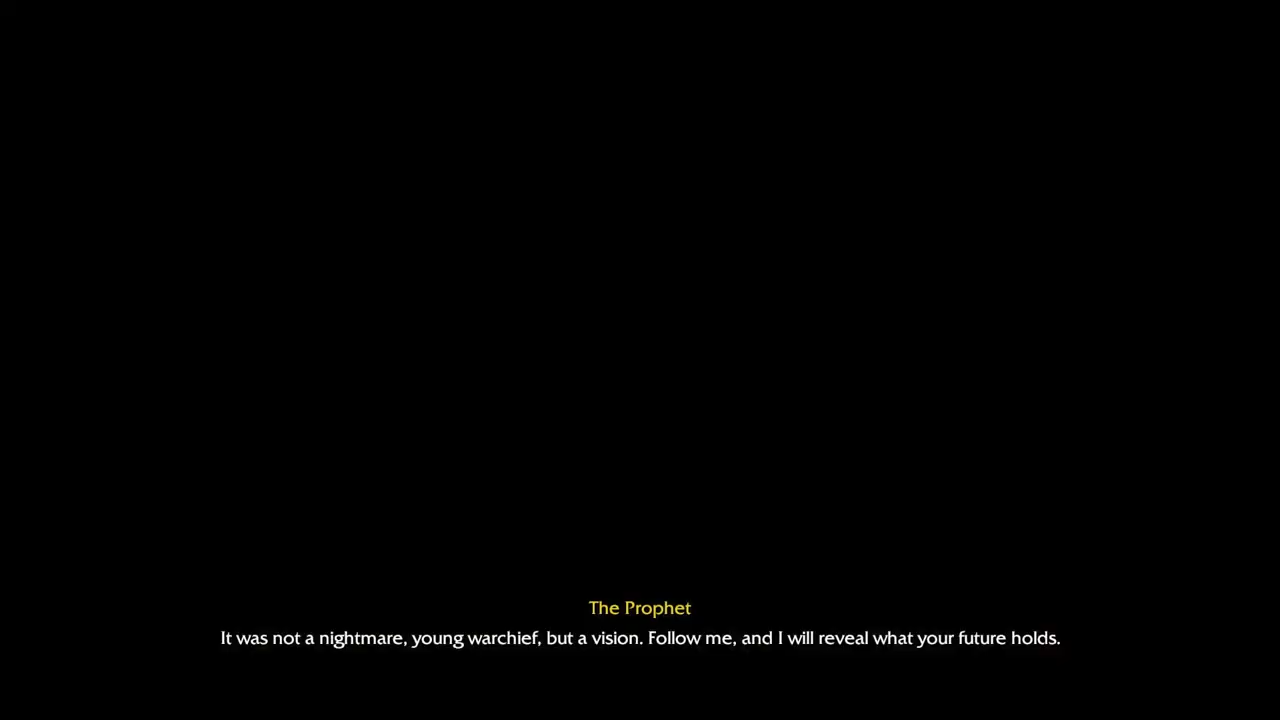 The Prophet
It was not a nightmare, young warchief, but a vision. Follow me, and I will reveal what your future holds.